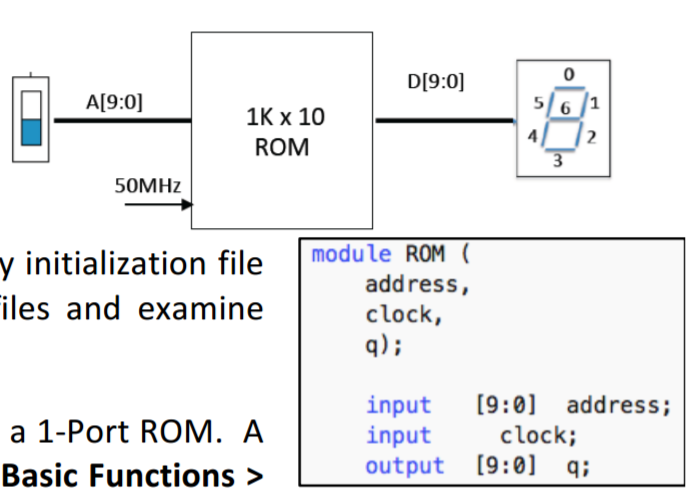 A[9:0]
50MHz
1K x 10
ROM
D[9:0]
0
5 6 1
4 2
3
y initialization file
iles and examine
a 1-Port ROM. A
Basic Functions >
module ROM (
address,
clock,
q);
input [9:0] address;
input clock;
output [9:0] q;